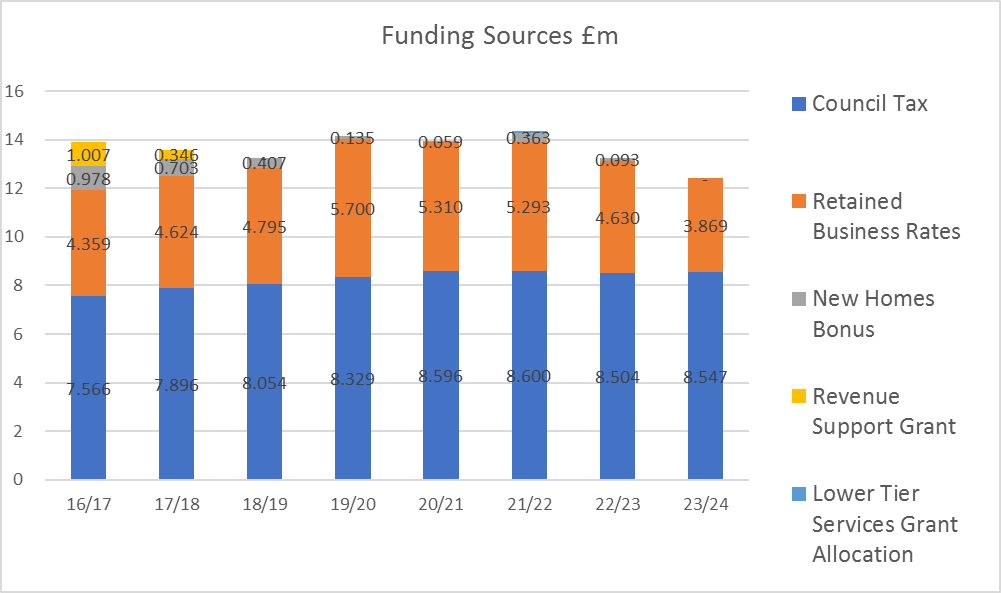 Funding Sources £m
16
14
12
10
8
6
4
2
0
1.007
0.978
4.359
7.566
0.346
0.703
4.624
7.896
0.407
4.795
8.054
0.135
5.700
8.329
0.059
5.310
8.596
0.363
5.293
8.600
0.093
4.630
8.504
-
3.869
8.547
16/17 17/18 18/19 19/20 20/21 21/22 22/23 23/24
Council Tax
Retained
Business Rates
New Homes
Bonus
Revenue
Support Grant
Lower Tier
Services Grant
Allocation